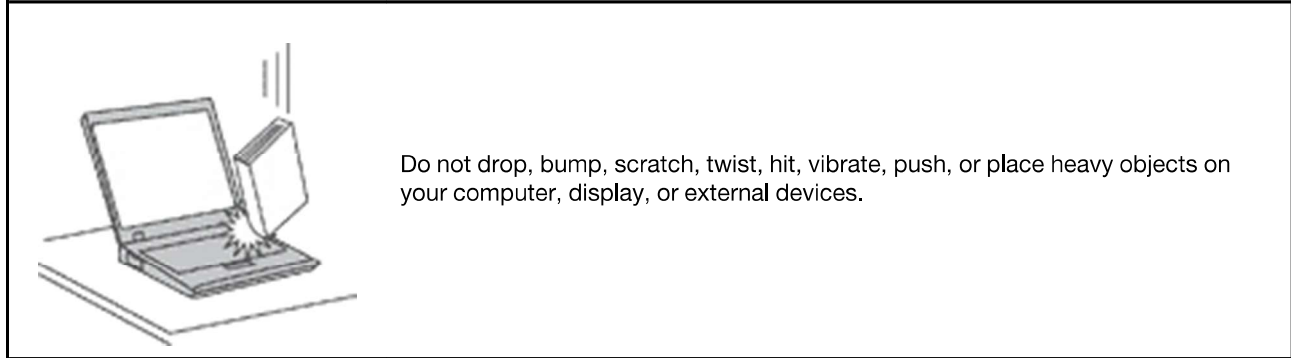 Do not drop, bump, scratch, twist, hit, vibrate, push, or place heavy objects on
your computer, display, or external devices.